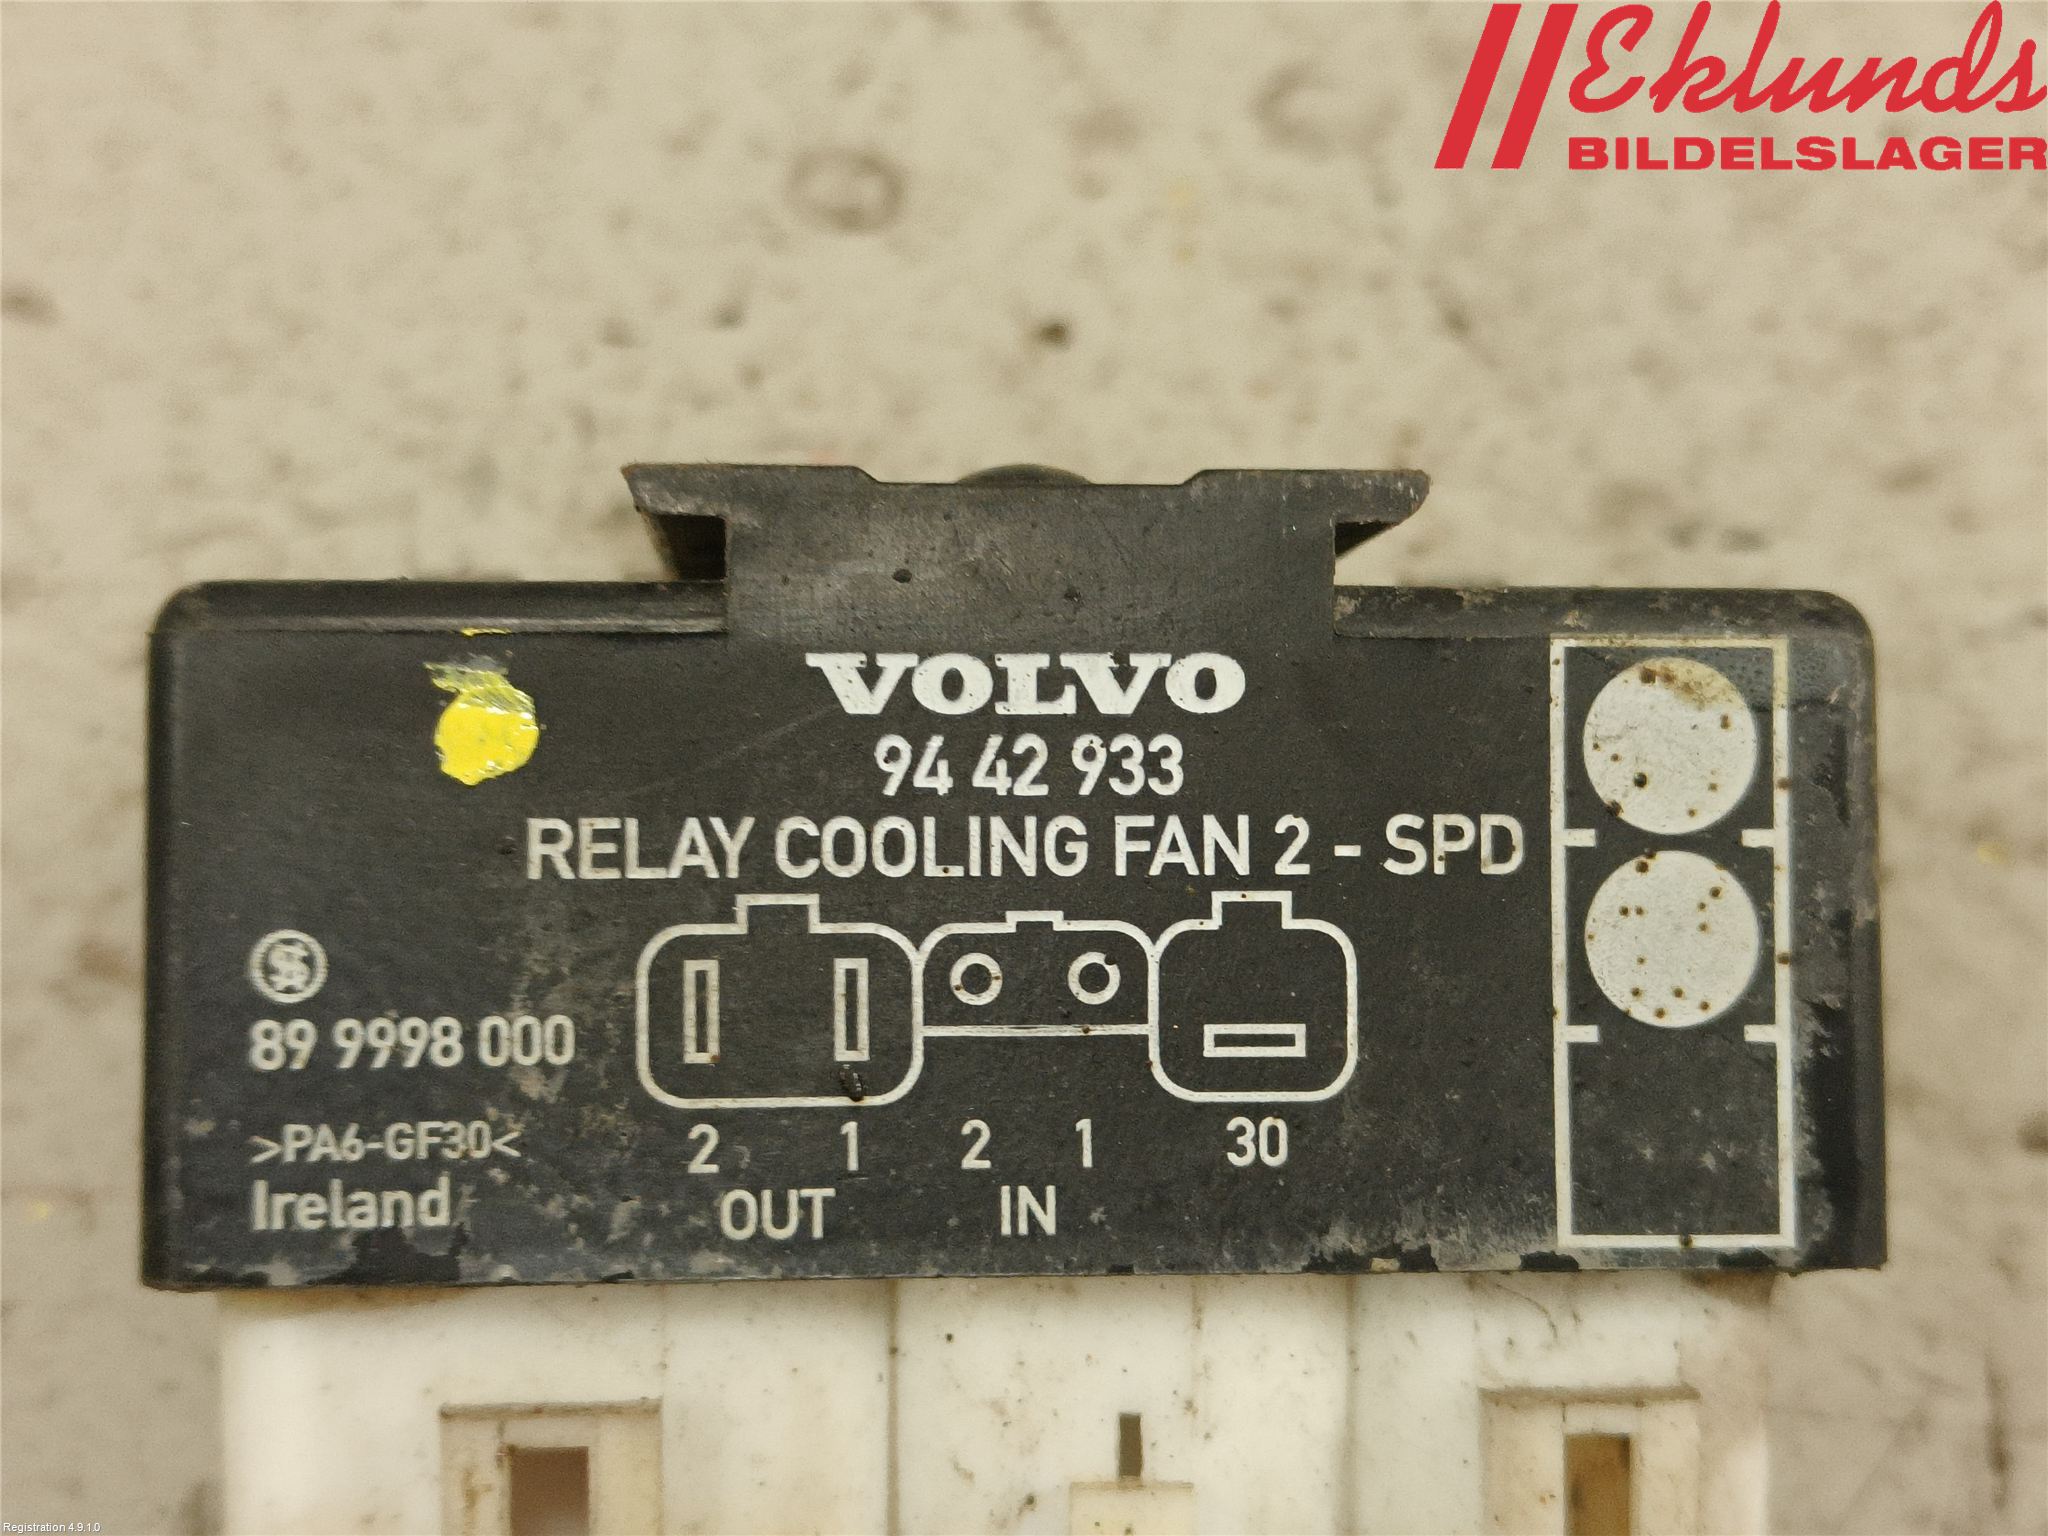 Eklunds
BILDELSLAGER
VOLVO
94 42 933
RELAY COOLING FAN 2 - SPD
89 9998 000
>PA6-GF30<
Ireland
2 1 2 1 30
OUT IN
Registration 4.9.1.0